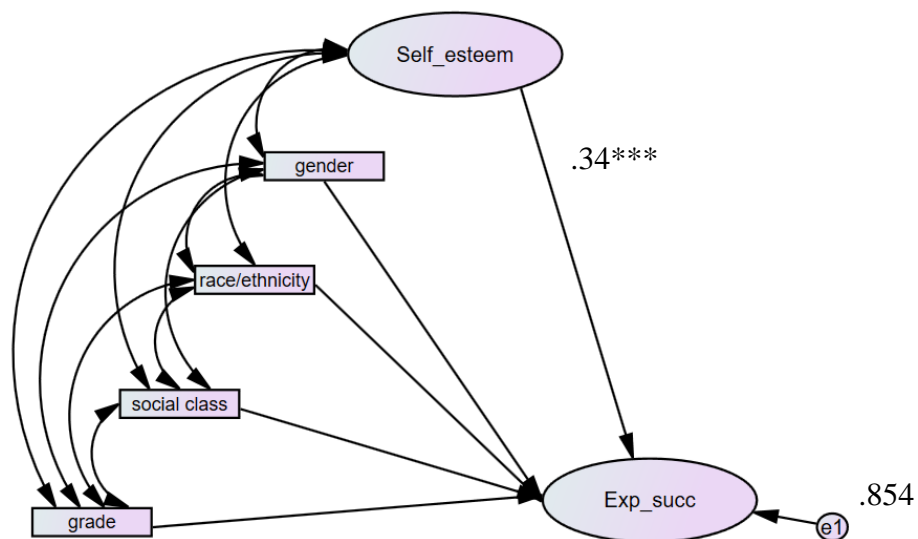 Self_esteem
.34***
gender
race/ethnicity
social class
Exp_succ
.854
grade
e1